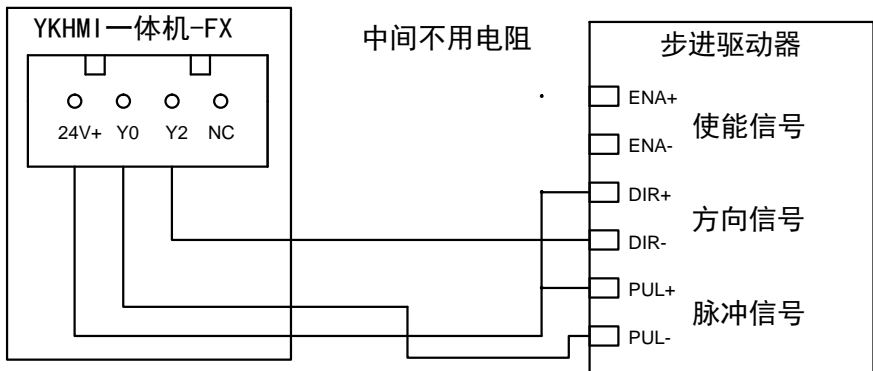 YKHMI一体机-FX
24V+ Y0 Y2 NC
中间不用电阻
步进驱动器
ENA+
使能信号
ENA-
DIR+
方向信号
DIR-
PUL+
脉冲信号
PUL-